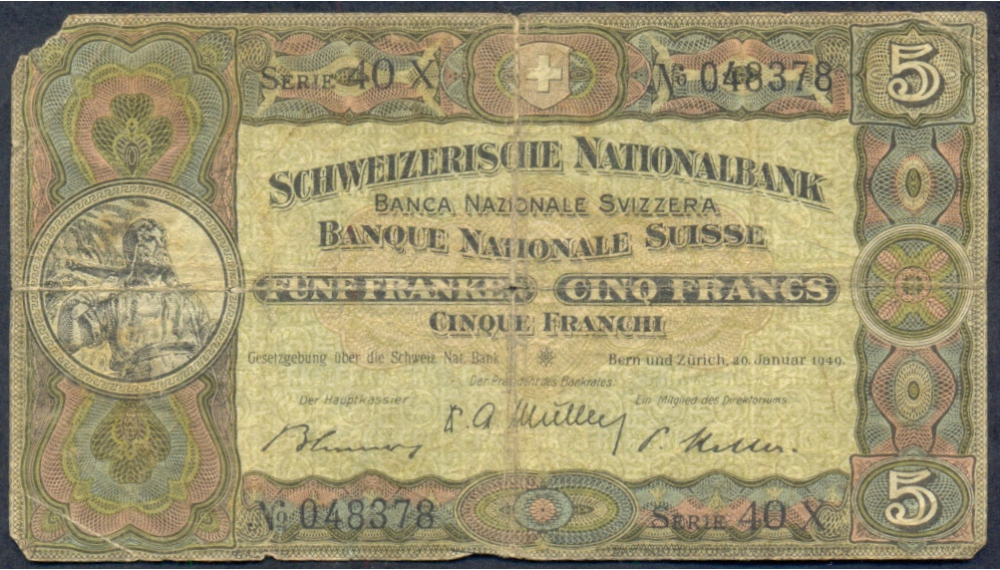 SERIE 40 X № 048378 5
SCHWEIZERISCHE NATIONALBANK
BANCA NAZIONALE SVIZZERA
BANQUE NATIONALE SUISSE
FÜNF FRANKEN CINQ FRANCS
CINQUE FRANCHI
Gesetzgebung über die Schweiz. Nat. Bank Bern und Zürich, 20. Januar 1949.
Der Präsident des Bankrates:
Der Hauptkassier: Ein Mitglied des Direktoriums
№ 048378 SERIE 40 X 5